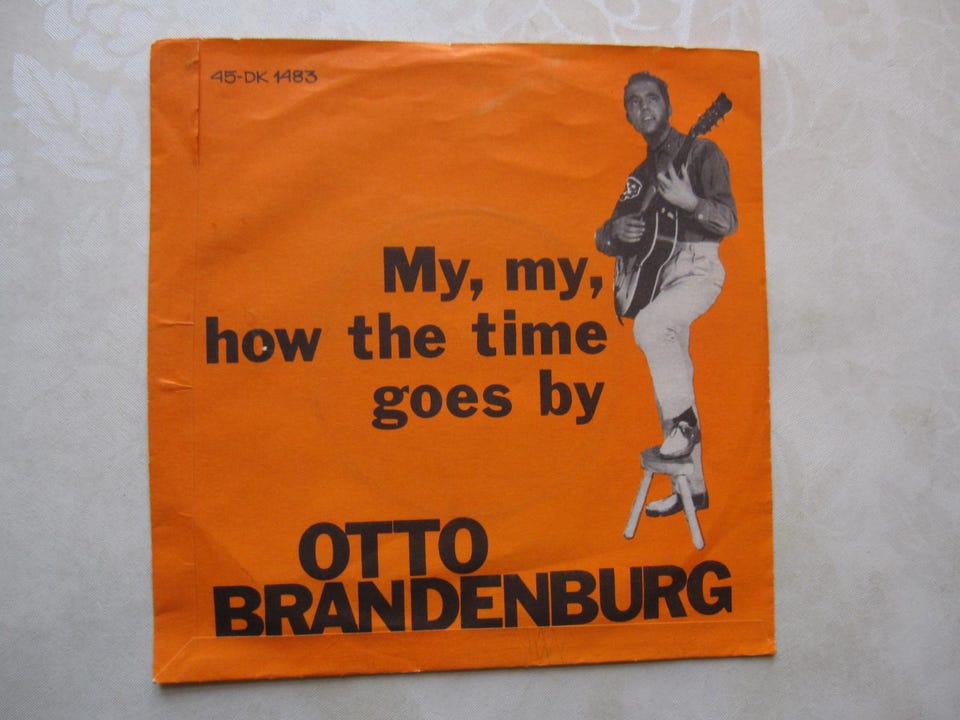 45-DK 1483
My, my,
how the time
goes by
OTTO
BRANDENBURG